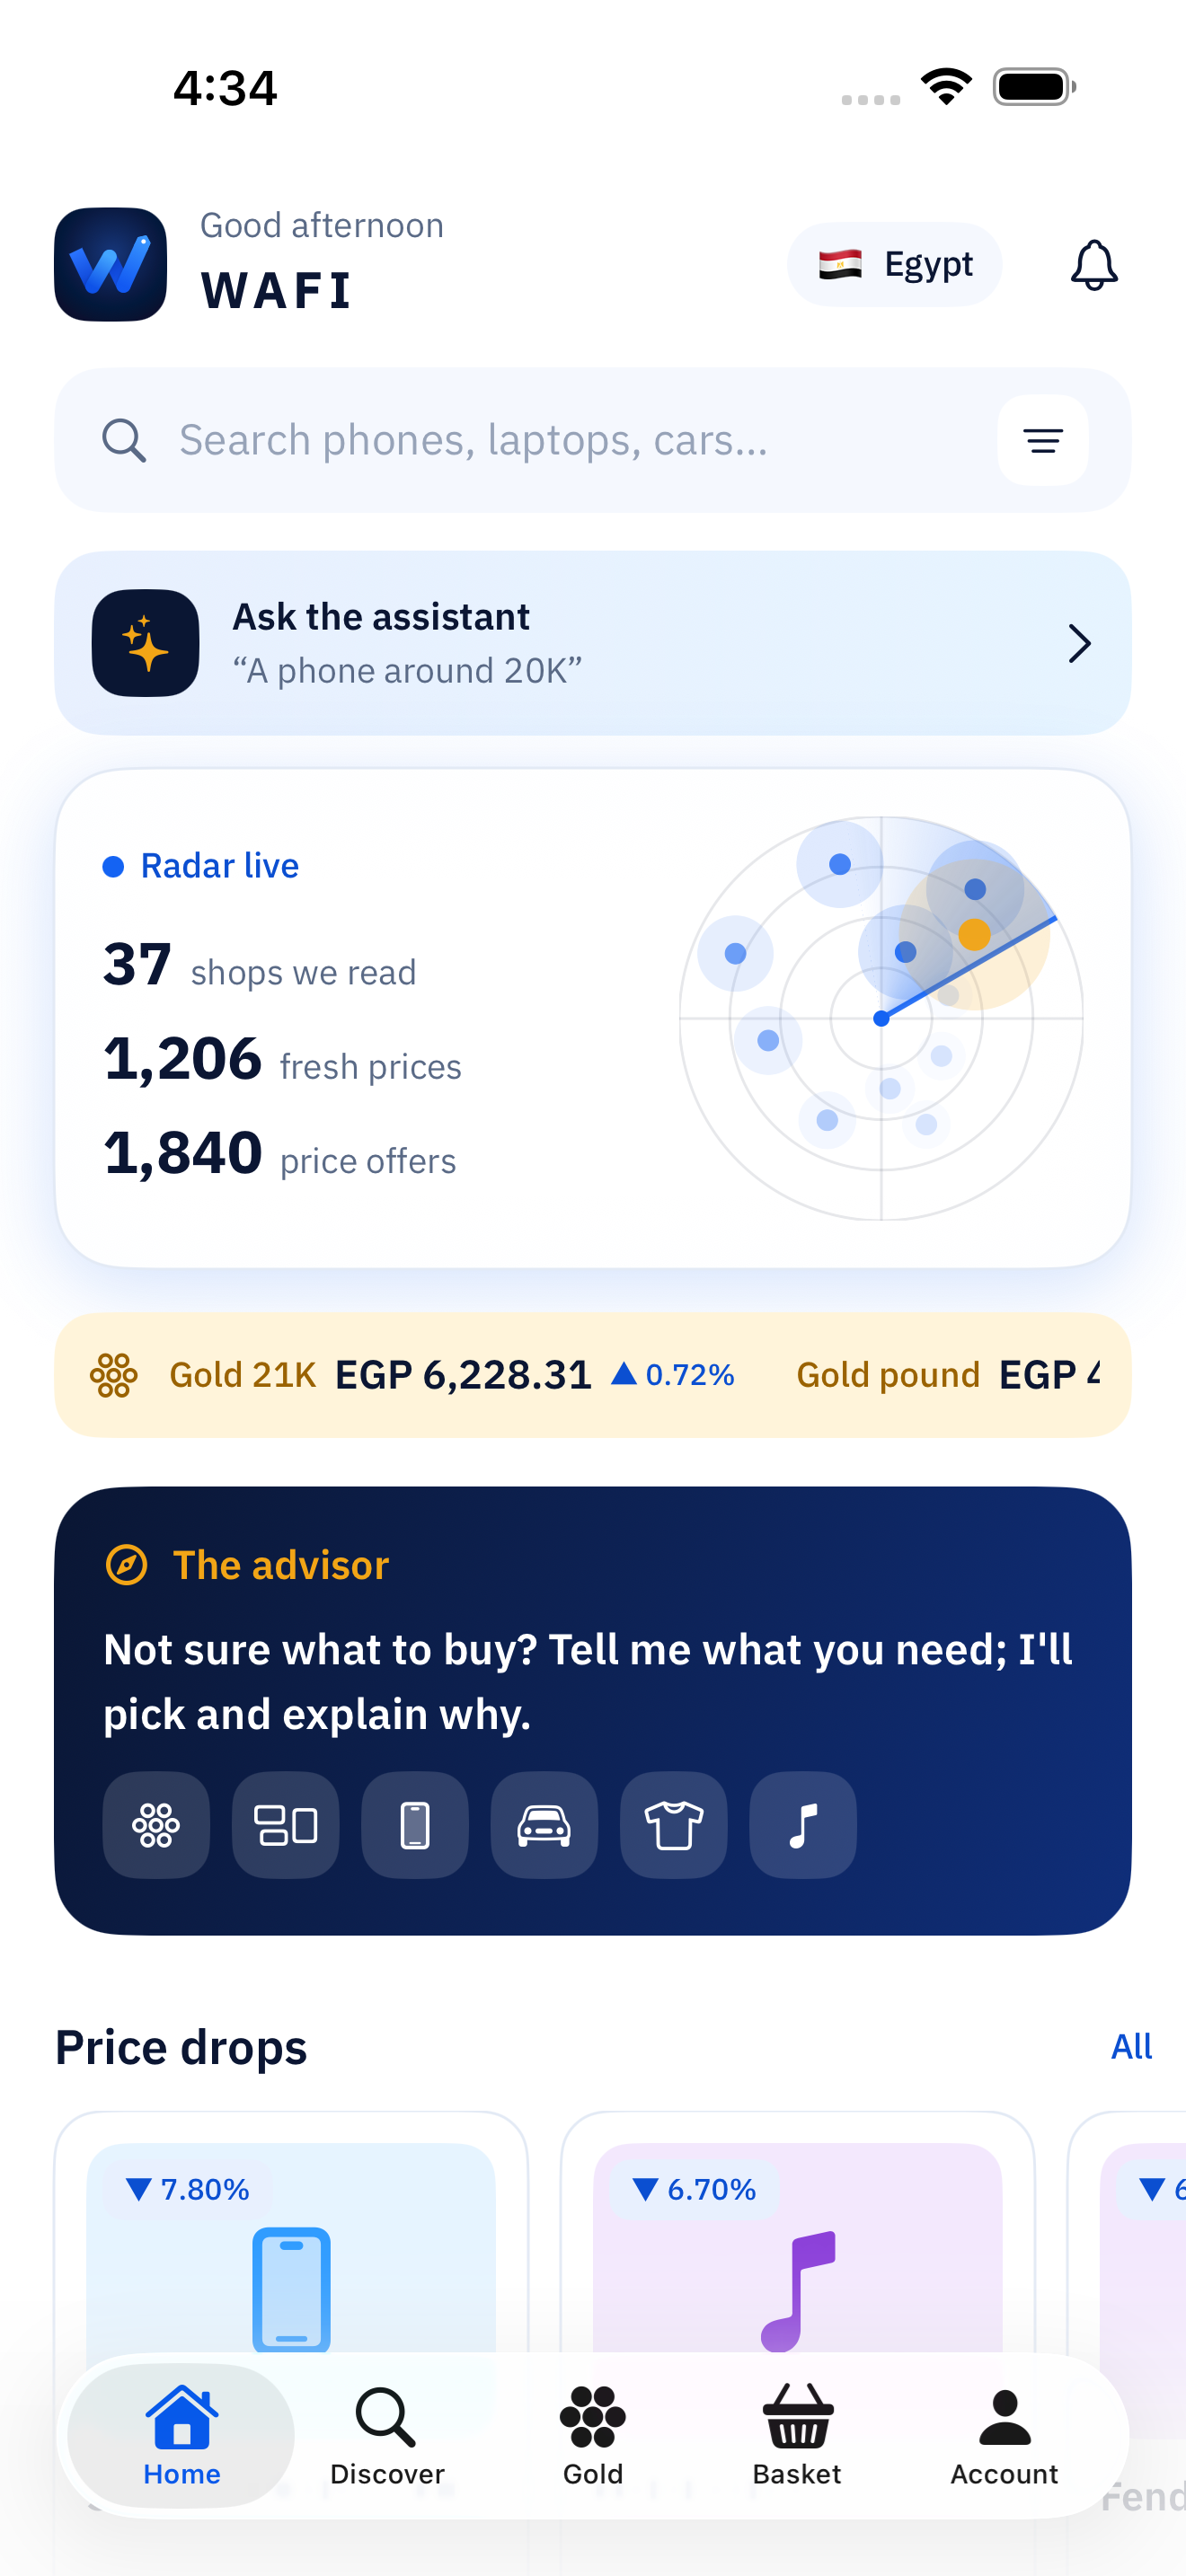 4:34
Good afternoon
WAFI
Egypt
Search phones, laptops, cars...
Ask the assistant
“A phone around 20K”
Radar live
37 shops we read
1,206 fresh prices
1,840 price offers
Gold 21K EGP 6,228.31 ▲ 0.72% Gold pound EGP
The advisor
Not sure what to buy? Tell me what you need; I'll
pick and explain why.
Price drops All
▼ 7.80% ▼ 6.70% ▼ 6
Home Discover Gold Basket Account